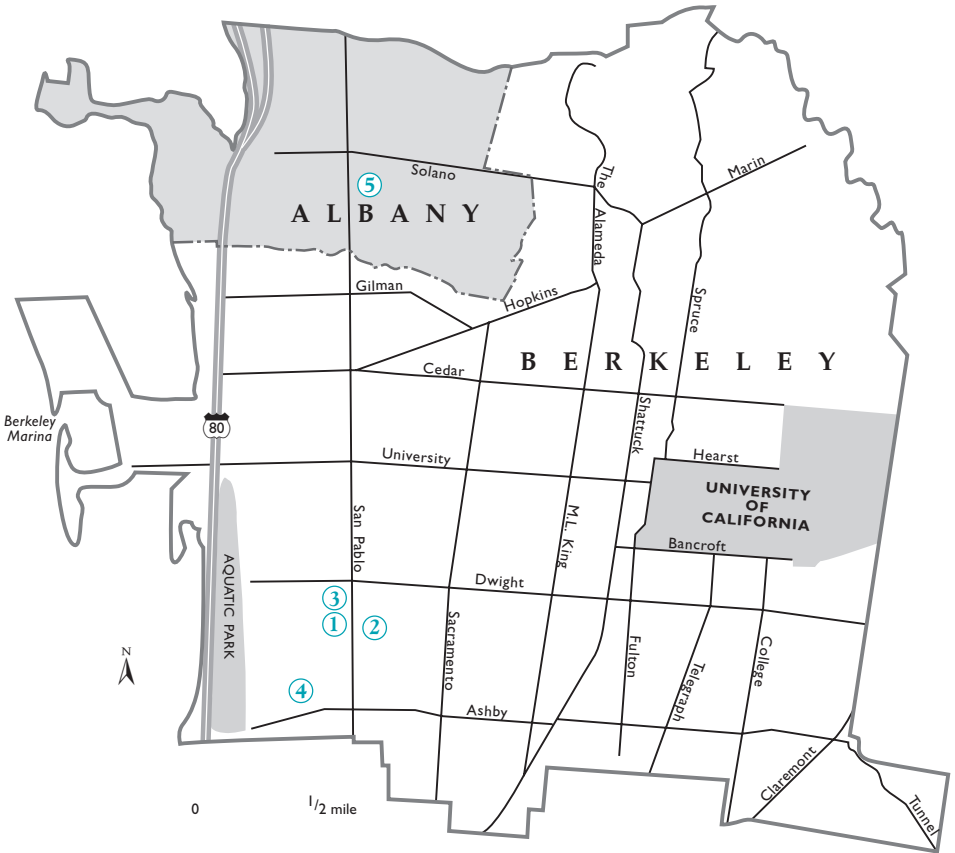 Solano
Marin
The
Alameda
5
ALBANY
Gilman
Hopkins
Spruce
BERKELEY
Cedar
Shattuck
Berkeley
Marina
80
University
Hearst
UNIVERSITY
OF
CALIFORNIA
San Pablo
M.L. King
Bancroft
AQUATIC PARK
Dwight
3
1
2
Sacramento
Fulton
Telegraph
College
N
4
Ashby
Claremont
Tunnel
0
1/2 mile